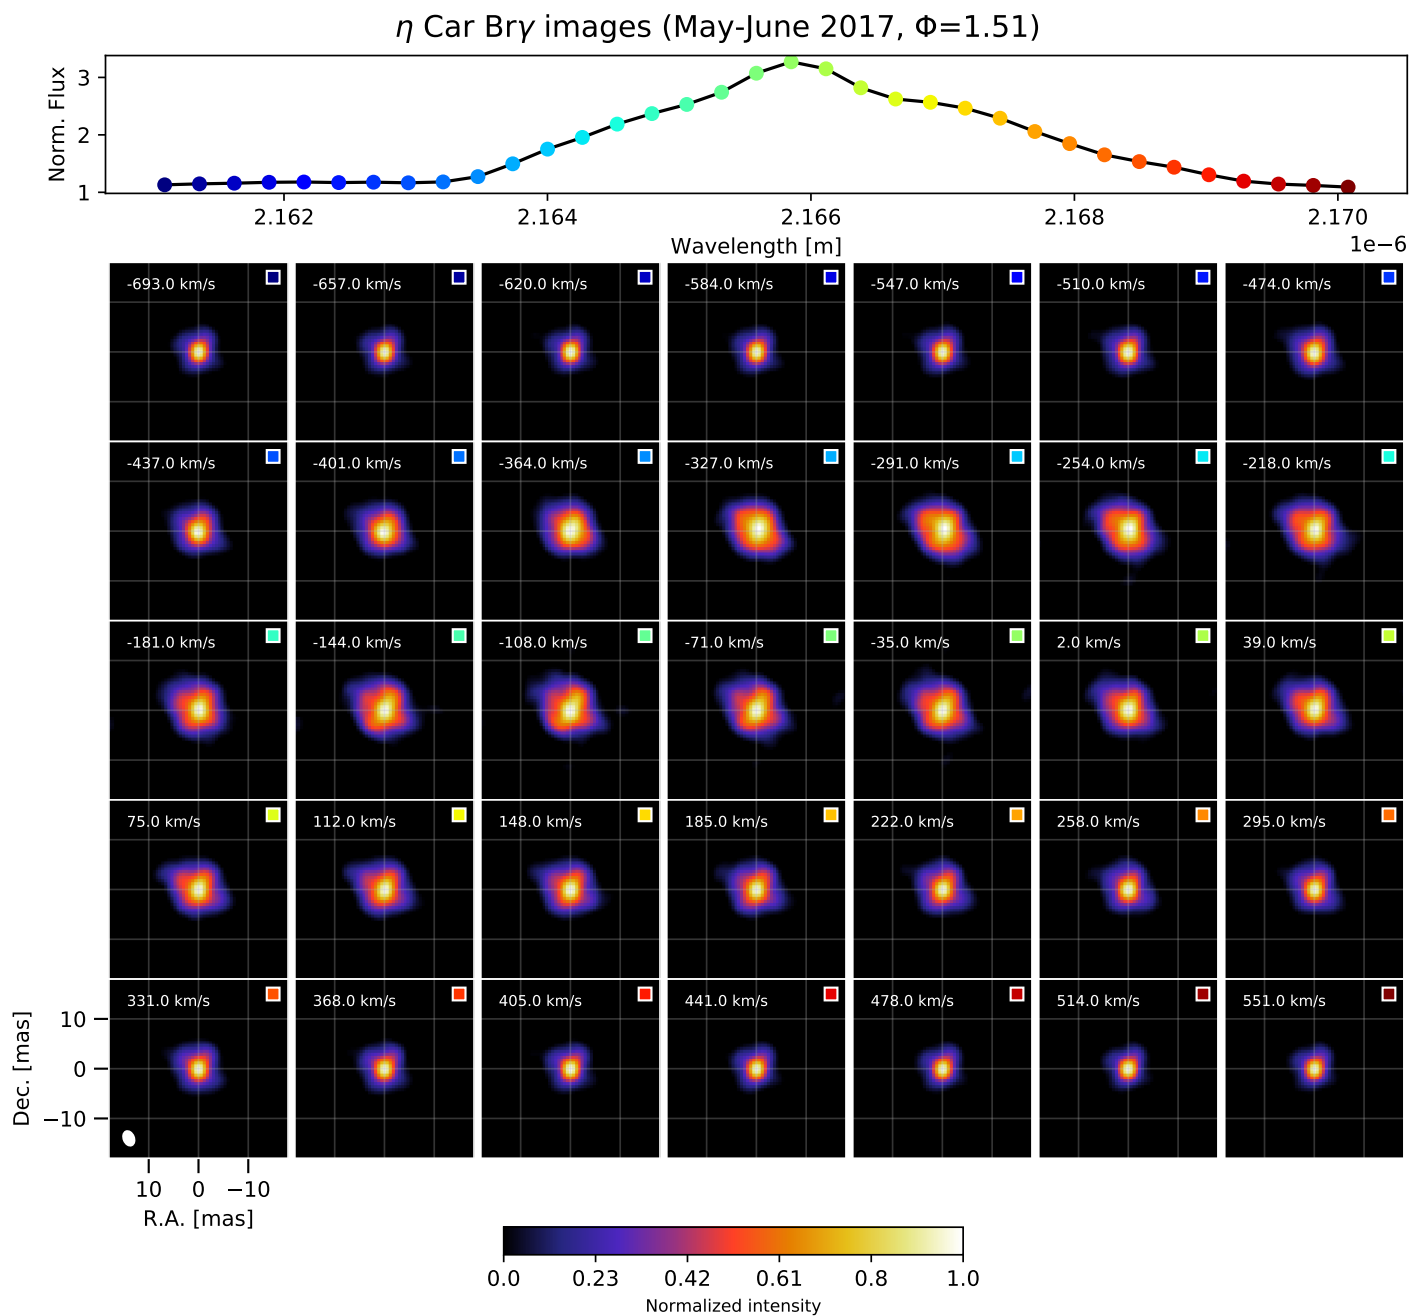 η Car Brγ images (May-June 2017, Φ=1.51)
Norm. Flux
3
2
1
2.162 2.164 2.166 2.168 2.170
Wavelength [m]
1e−6
-693.0 km/s -657.0 km/s -620.0 km/s -584.0 km/s -547.0 km/s -510.0 km/s -474.0 km/s
-437.0 km/s -401.0 km/s -364.0 km/s -327.0 km/s -291.0 km/s -254.0 km/s -218.0 km/s
-181.0 km/s -144.0 km/s -108.0 km/s -71.0 km/s -35.0 km/s 2.0 km/s 39.0 km/s
75.0 km/s 112.0 km/s 148.0 km/s 185.0 km/s 222.0 km/s 258.0 km/s 295.0 km/s
331.0 km/s 368.0 km/s 405.0 km/s 441.0 km/s 478.0 km/s 514.0 km/s 551.0 km/s
Dec. [mas]
10
0
−10
10 0 −10
R.A. [mas]
0.0 0.23 0.42 0.61 0.8 1.0
Normalized intensity